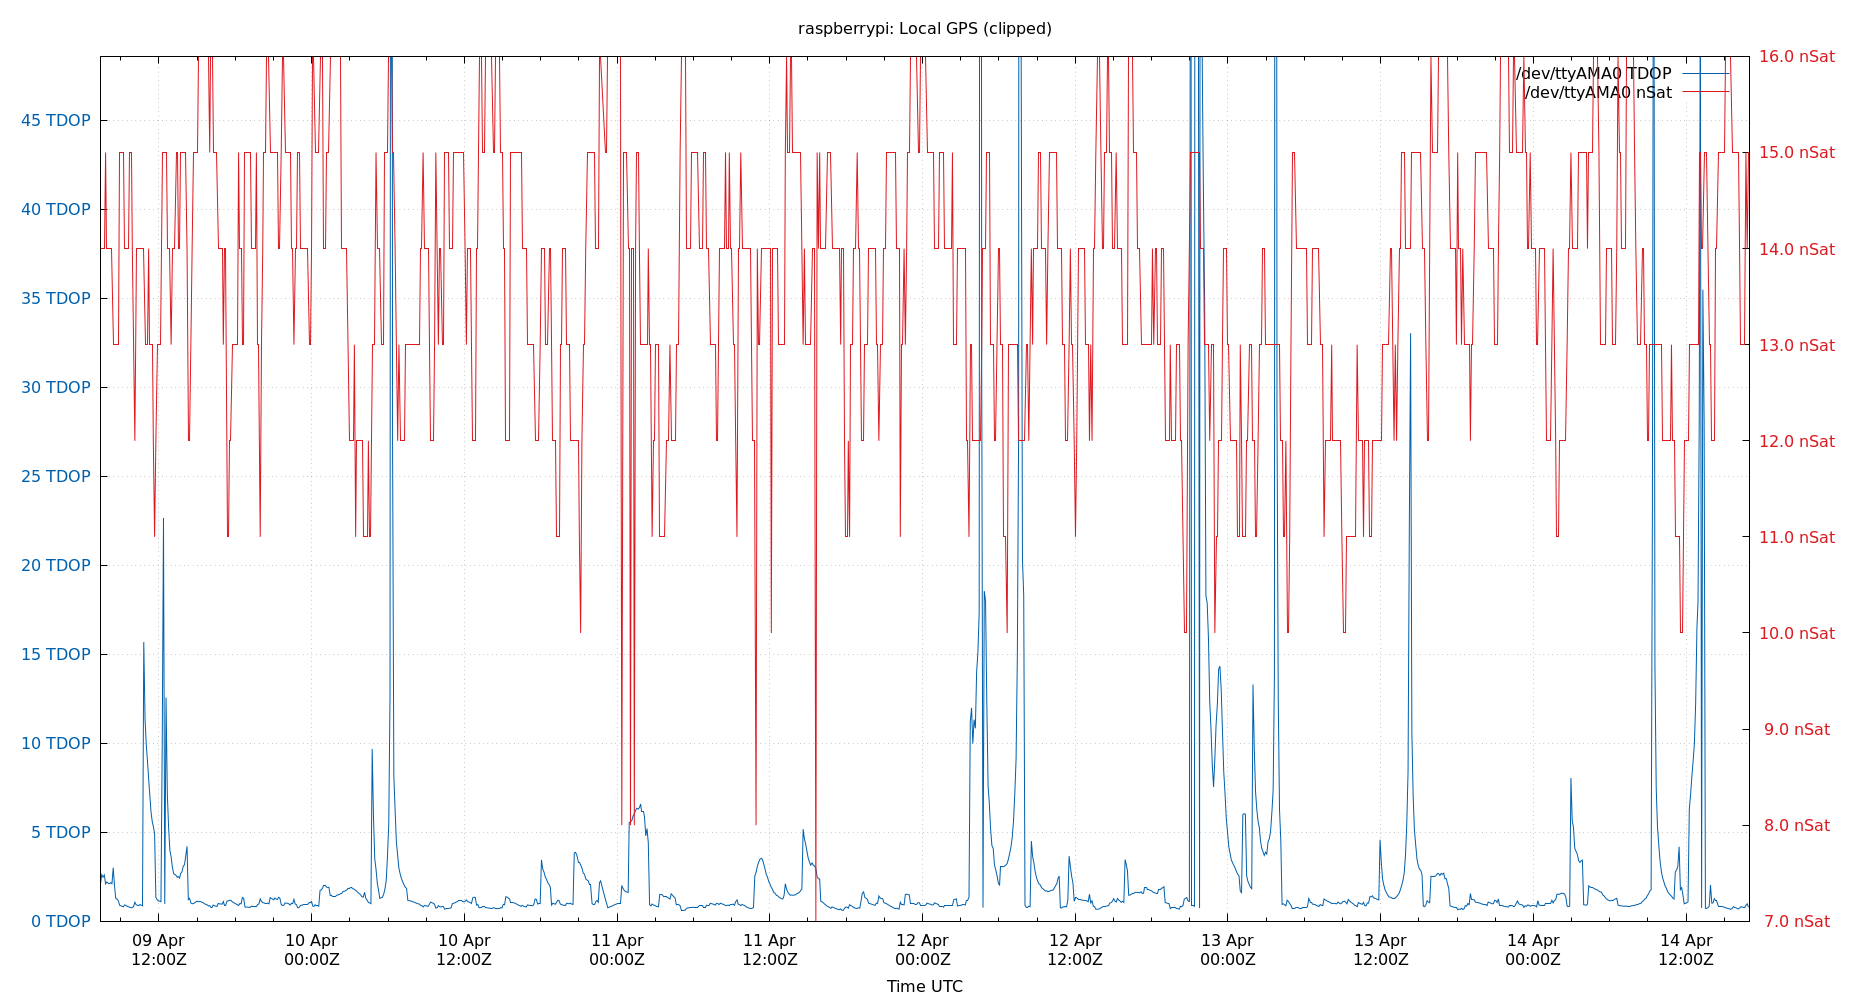 raspberrypi: Local GPS (clipped)
/dev/ttyAMA0 TDOP
/dev/ttyAMA0 nSat
45 TDOP
40 TDOP
35 TDOP
30 TDOP
25 TDOP
20 TDOP
15 TDOP
10 TDOP
5 TDOP
0 TDOP
16.0 nSat
15.0 nSat
14.0 nSat
13.0 nSat
12.0 nSat
11.0 nSat
10.0 nSat
9.0 nSat
8.0 nSat
7.0 nSat
09 Apr 10 Apr 10 Apr 11 Apr 11 Apr 12 Apr 12 Apr 13 Apr 13 Apr 14 Apr 14 Apr
12:00Z 00:00Z 12:00Z 00:00Z 12:00Z 00:00Z 12:00Z 00:00Z 12:00Z 00:00Z 12:00Z
Time UTC